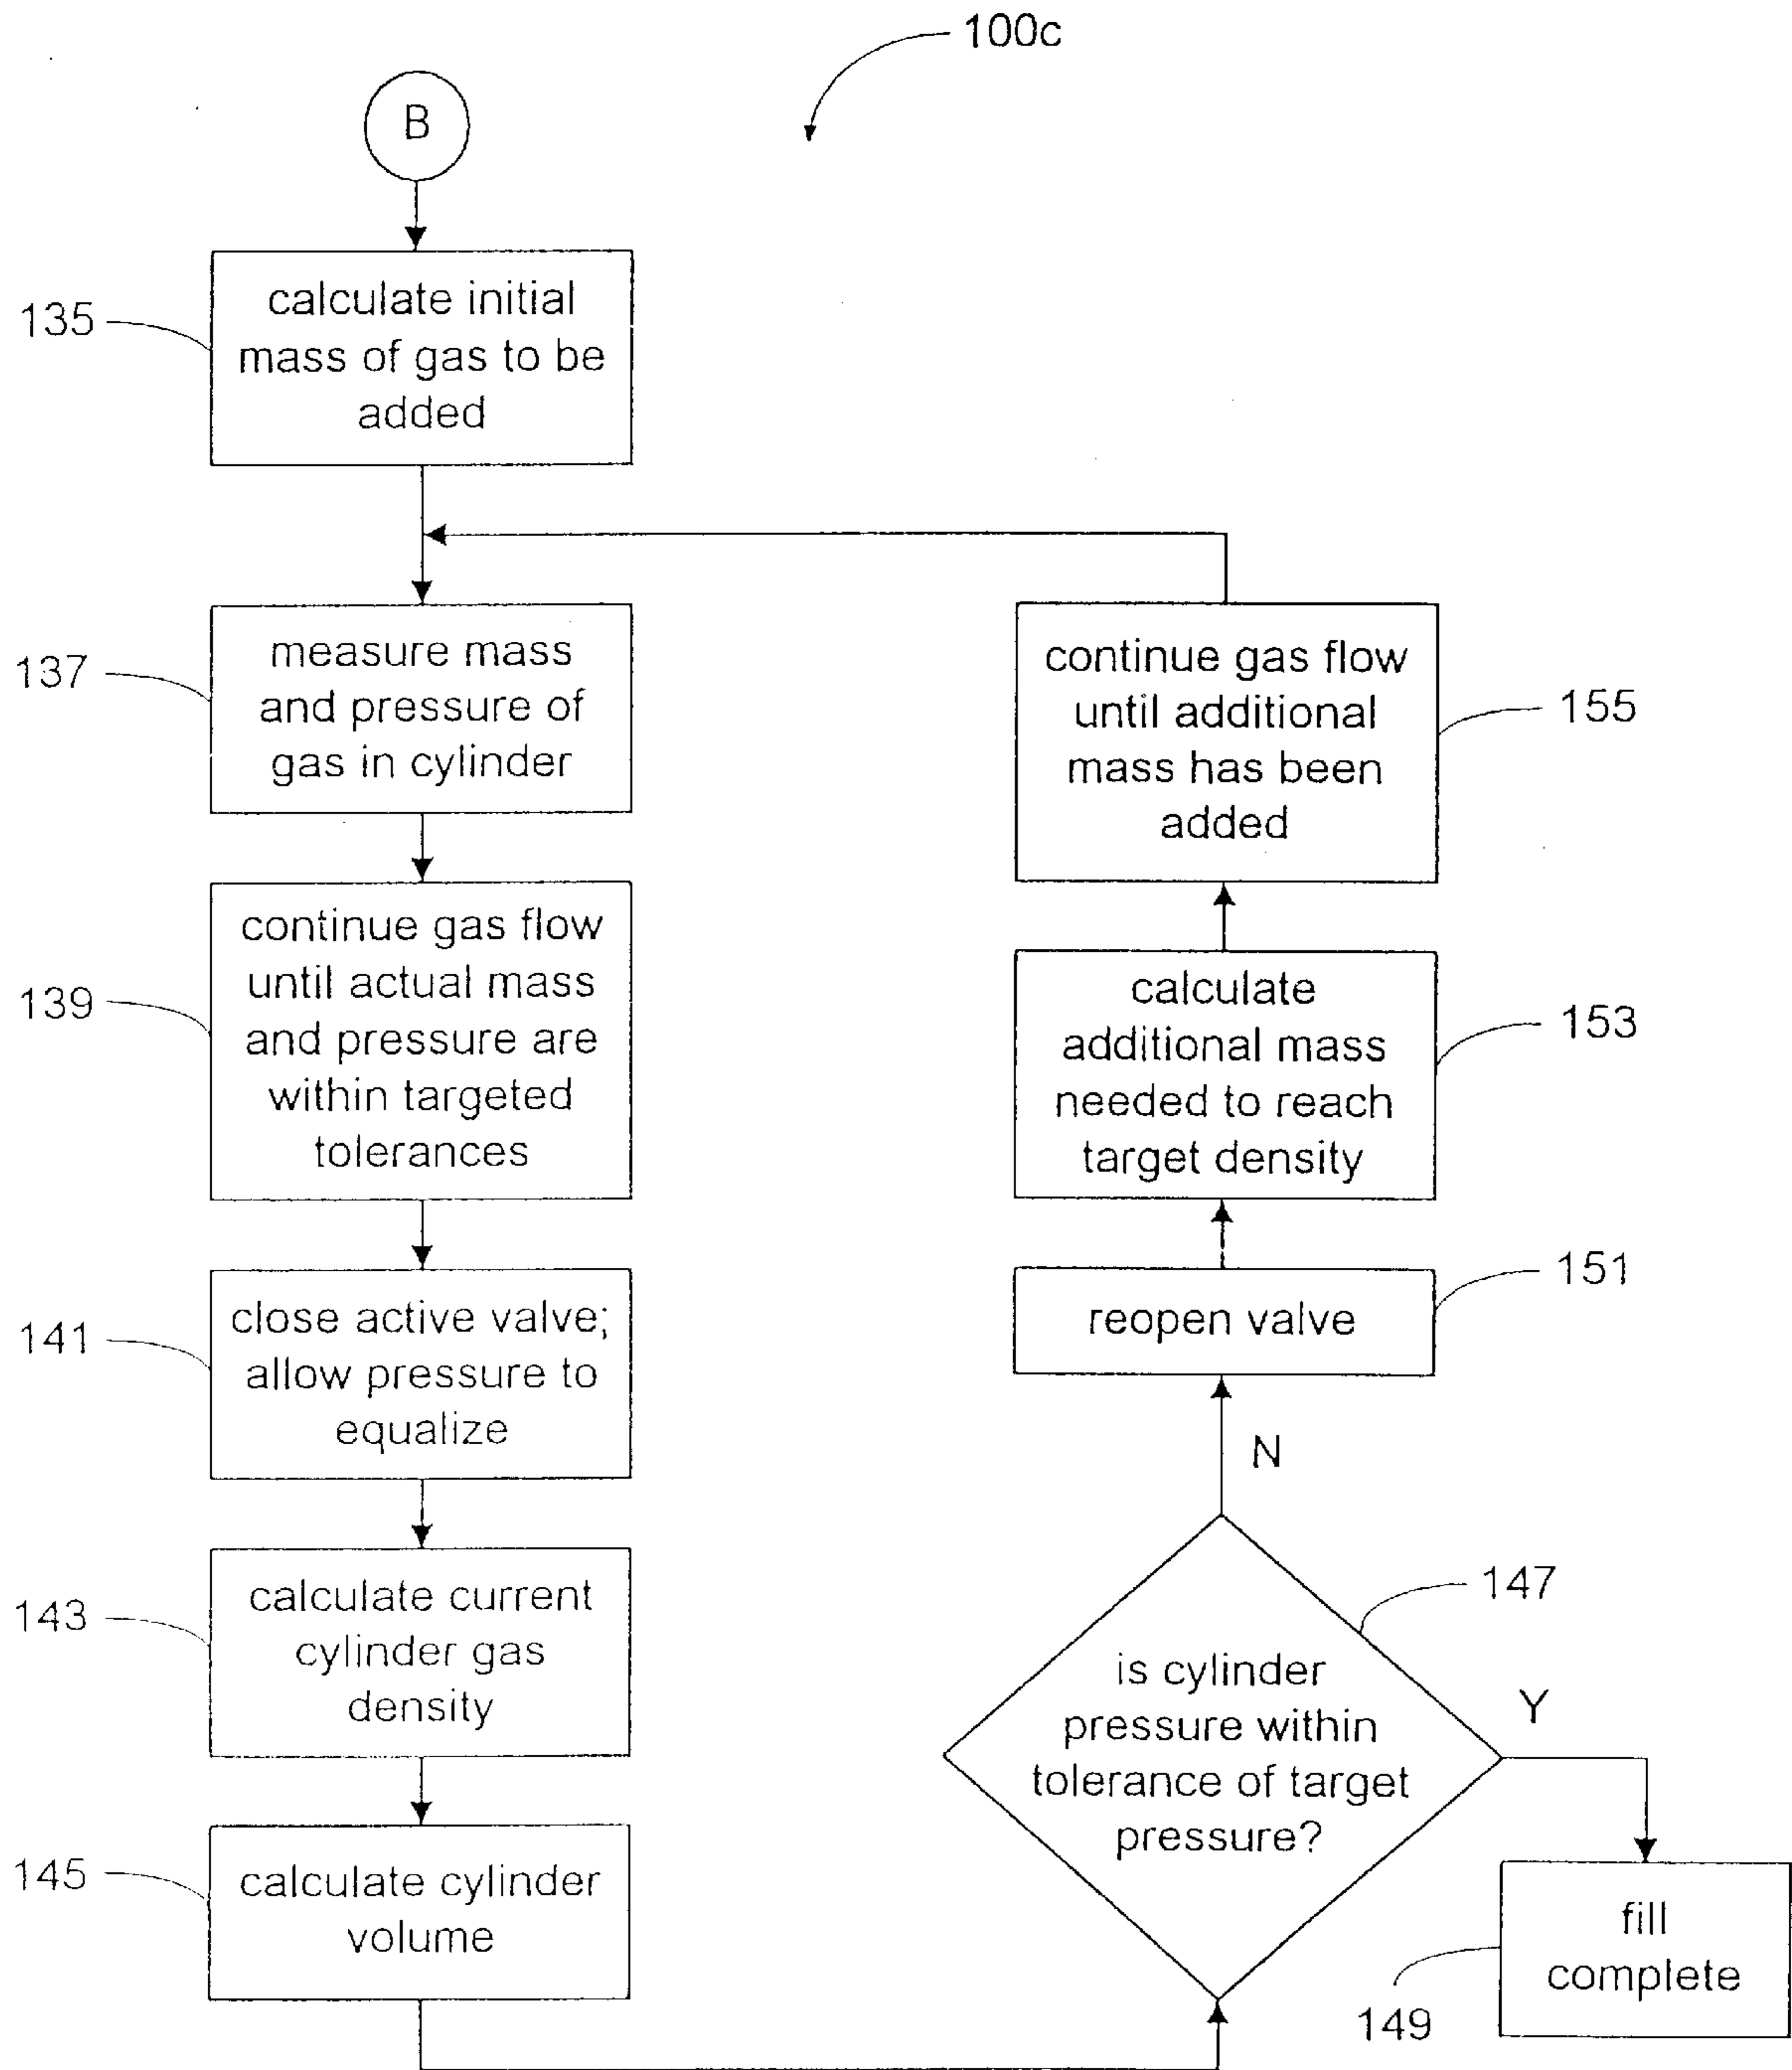 100c
B
135
calculate initial
mass of gas to be
added
137
measure mass
and pressure of
gas in cylinder
139
continue gas flow
until actual mass
and pressure are
within targeted
tolerances
141
close active valve;
allow pressure to
equalize
143
calculate current
cylinder gas
density
145
calculate cylinder
volume
147
is cylinder
pressure within
tolerance of target
pressure?
Y
149
fill
complete
N
151
reopen valve
153
calculate
additional mass
needed to reach
target density
155
continue gas flow
until additional
mass has been
added